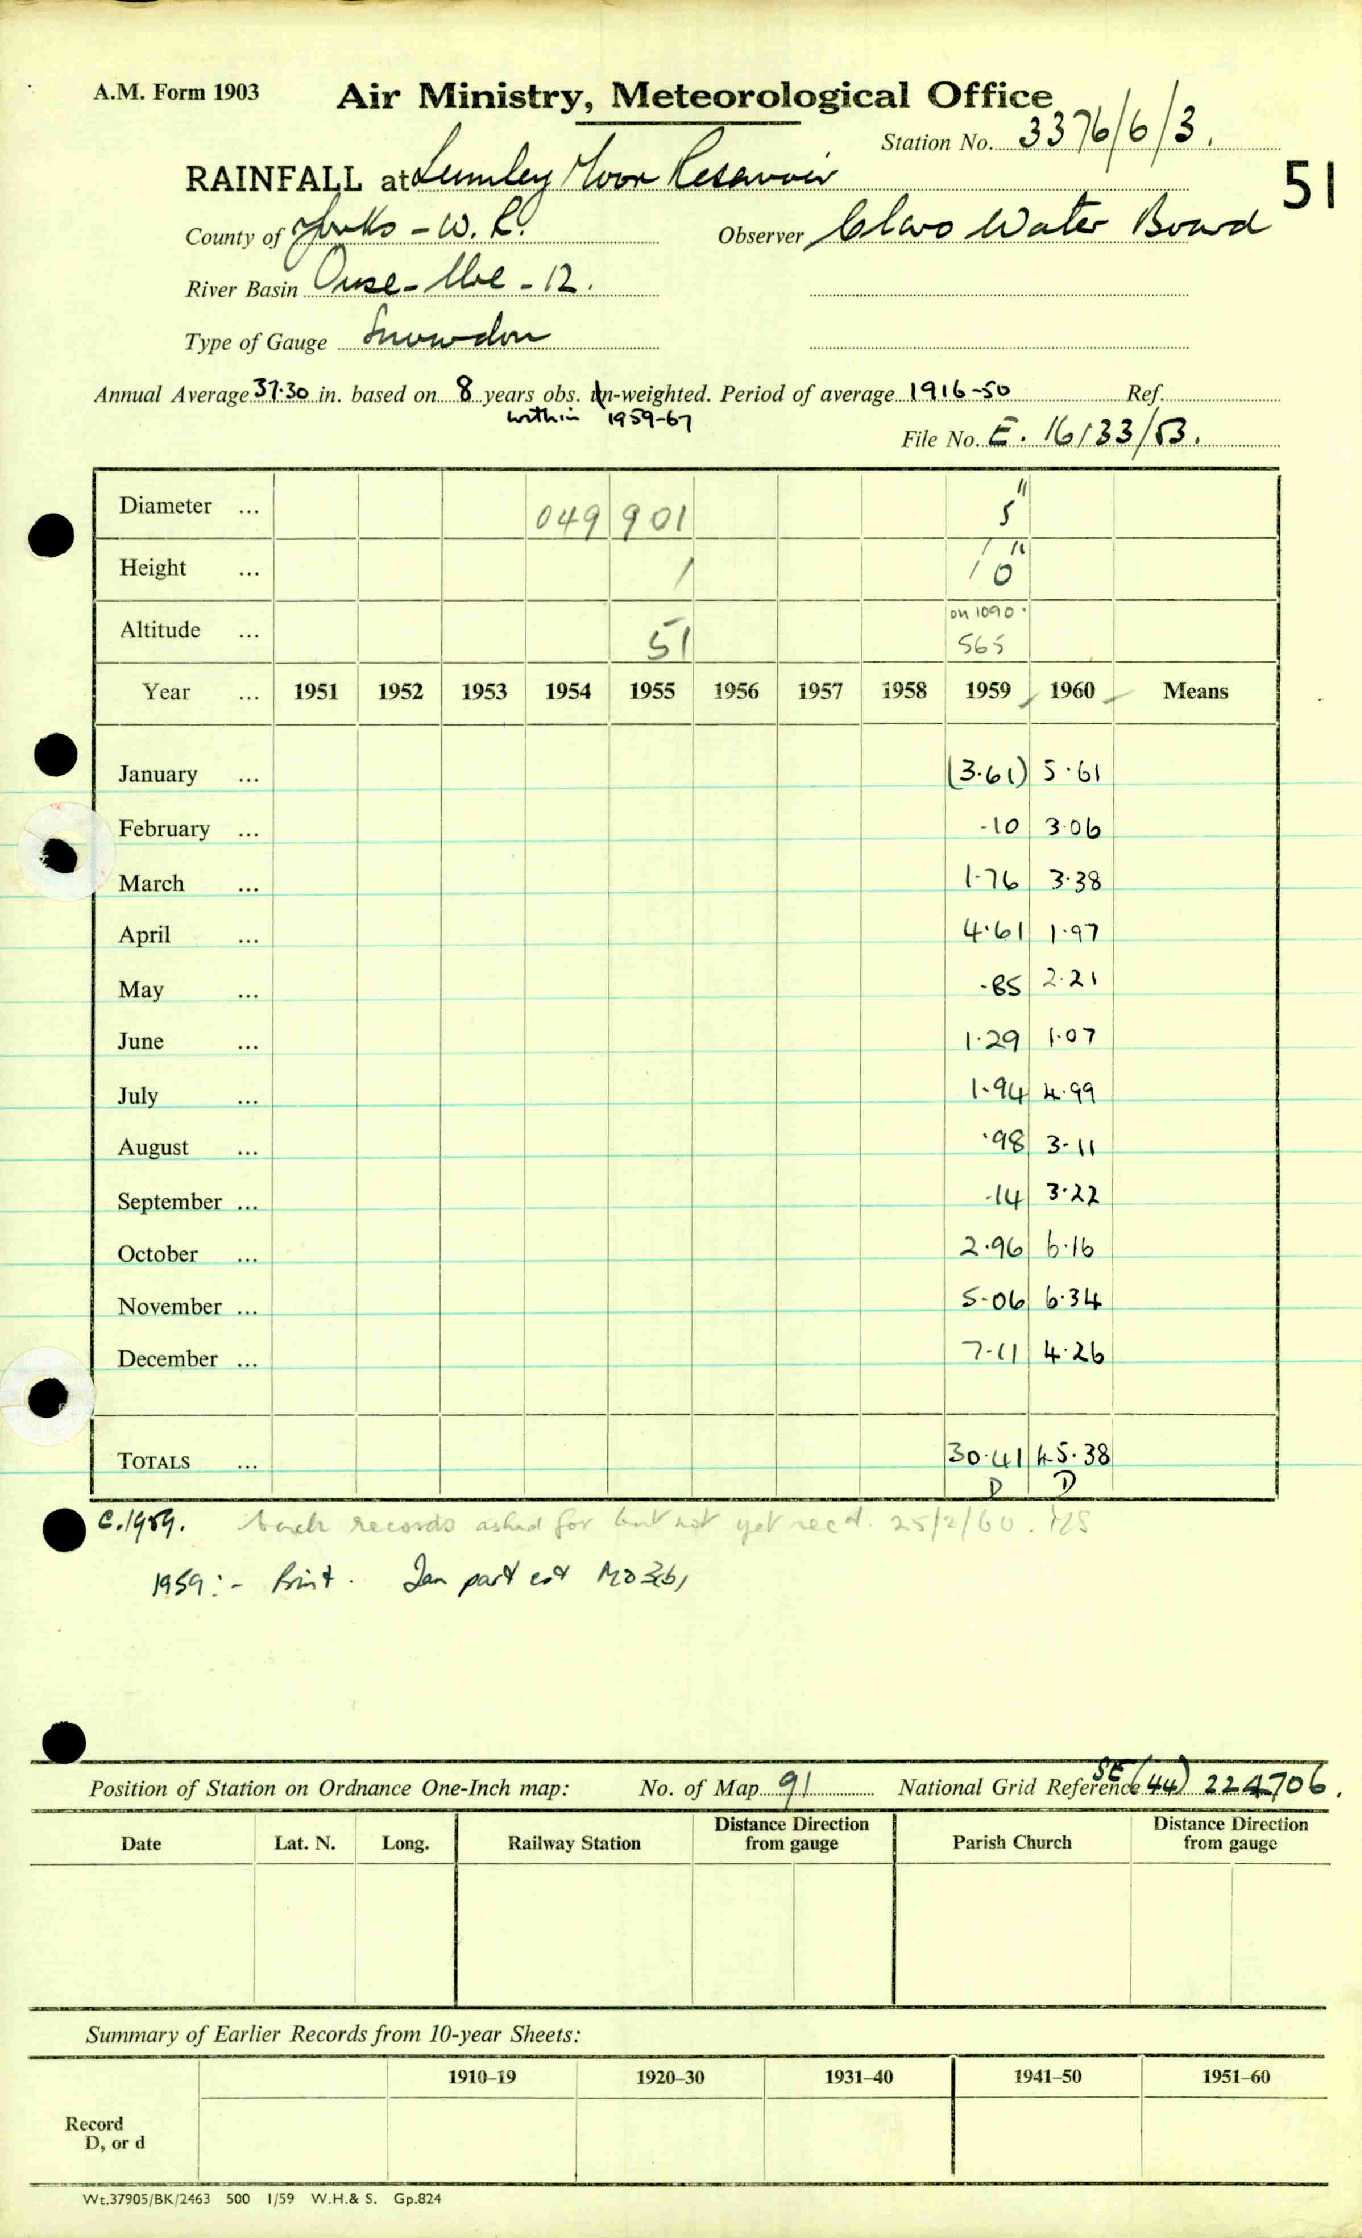 A.M. Form 1903
Air Ministry, Meteorological Office
Station No. 3376/6/3.
51
RAINFALL at Lumley Moor Reservoir
County of Yorks - W. R. Observer Claro Water Board
River Basin Ouse - Ure - 12.
Type of Gauge Snowdon
Annual Average 37.30 in. based on 8 years obs. un-weighted. Period of average 1916-50 Ref.
within 1959-67
File No. E. 16133/53.
Diameter ... 049 901 5"
Height ... 1 1' 0"
Altitude ... 51 on 1090. 565
Year ... 1951 1952 1953 1954 1955 1956 1957 1958 1959 1960 Means
January ... (3.61) 5.61
February ... .10 3.06
March ... 1.76 3.38
April ... 4.61 1.97
May ... .85 2.21
June ... 1.29 1.07
July ... 1.94 4.99
August ... .98 3.11
September ... .14 3.22
October ... 2.96 6.16
November ... 5.06 6.34
December ... 7.11 4.26
TOTALS ... 30.41 45.38
D D
C.1959. back records asked for but not yet rec'd. 25/2/60.
1959:- Print. Jan part est
Position of Station on Ordnance One-Inch map: No. of Map 91 National Grid Reference SE (44) 224706.
Date Lat. N. Long. Railway Station Distance Direction from gauge Parish Church Distance Direction from gauge
Summary of Earlier Records from 10-year Sheets:
1910-19 1920-30 1931-40 1941-50 1951-60
Record
D, or d
Wt.37905/BK/2463 500 1/59 W.H.& S. Gp.824